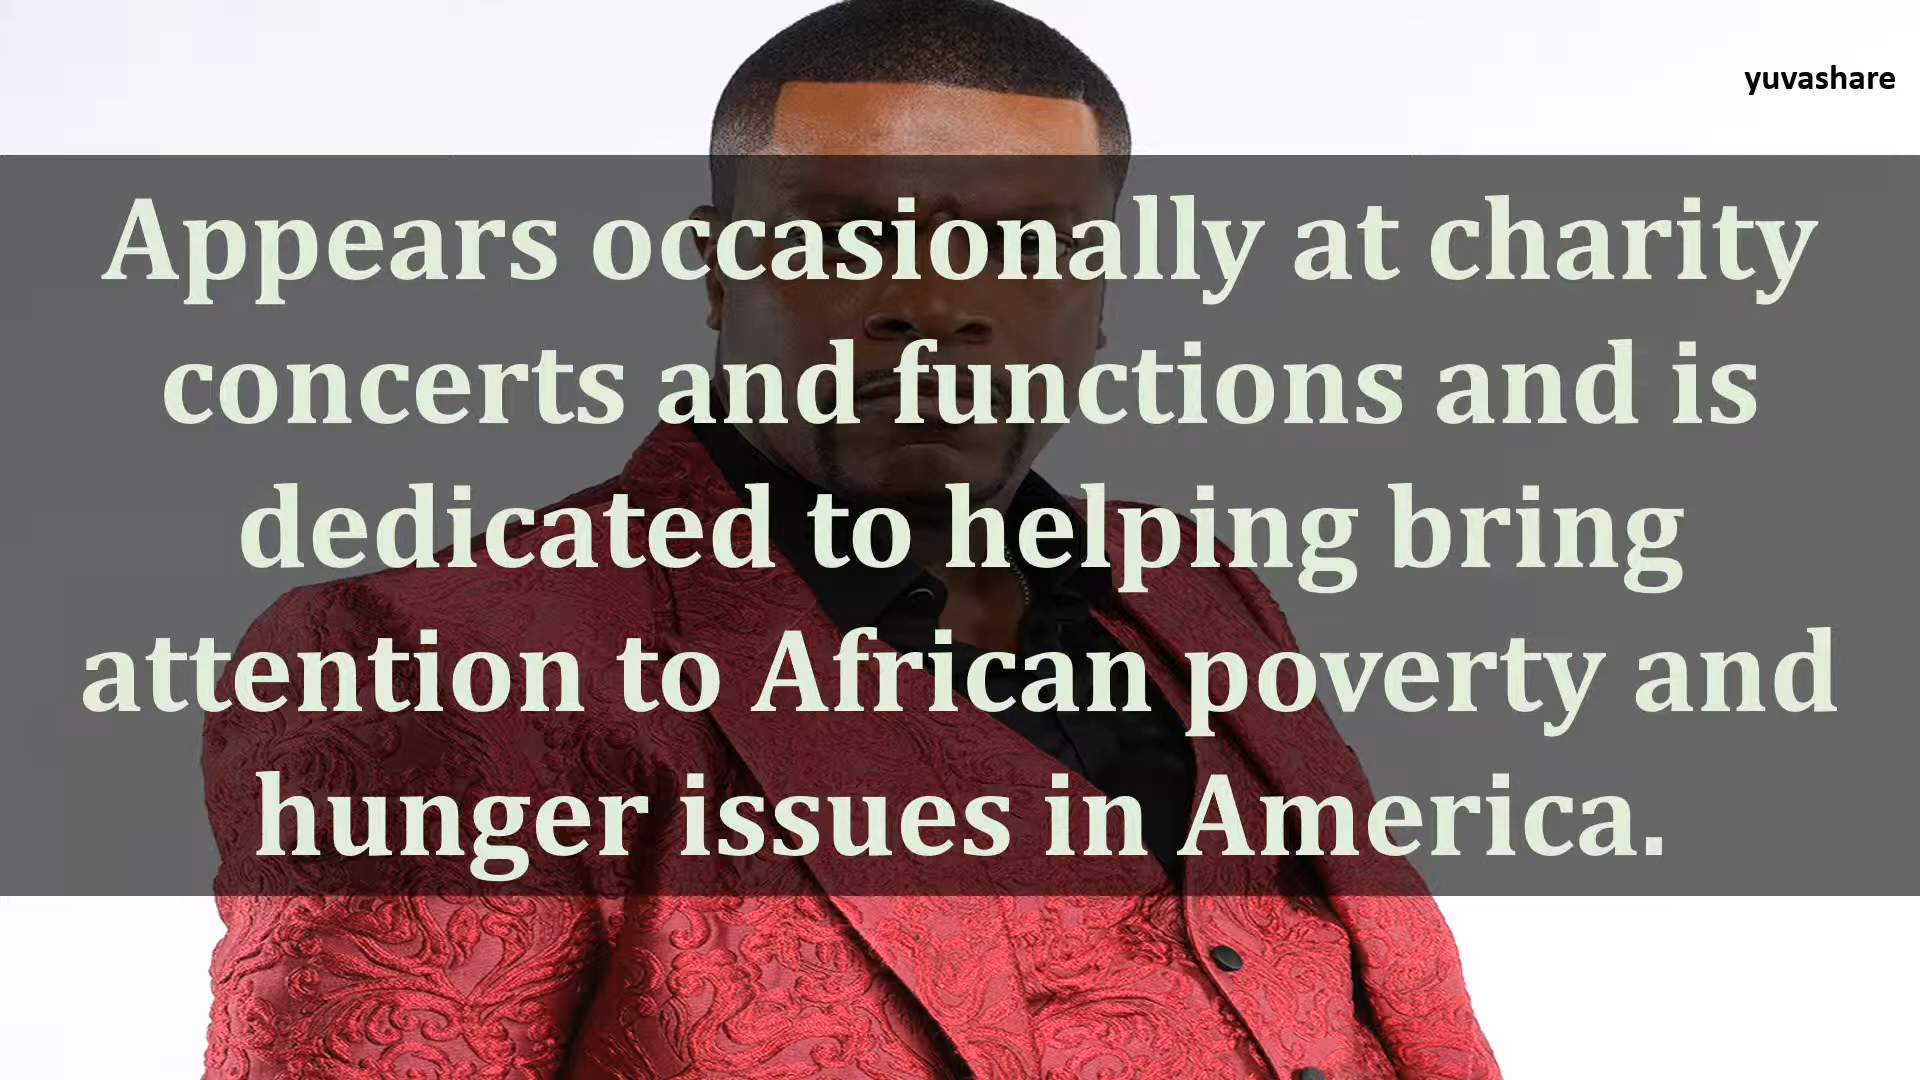 yuvashare
Appears occasionally at charity
concerts and functions and is
dedicated to helping bring
attention to African poverty and
hunger issues in America.